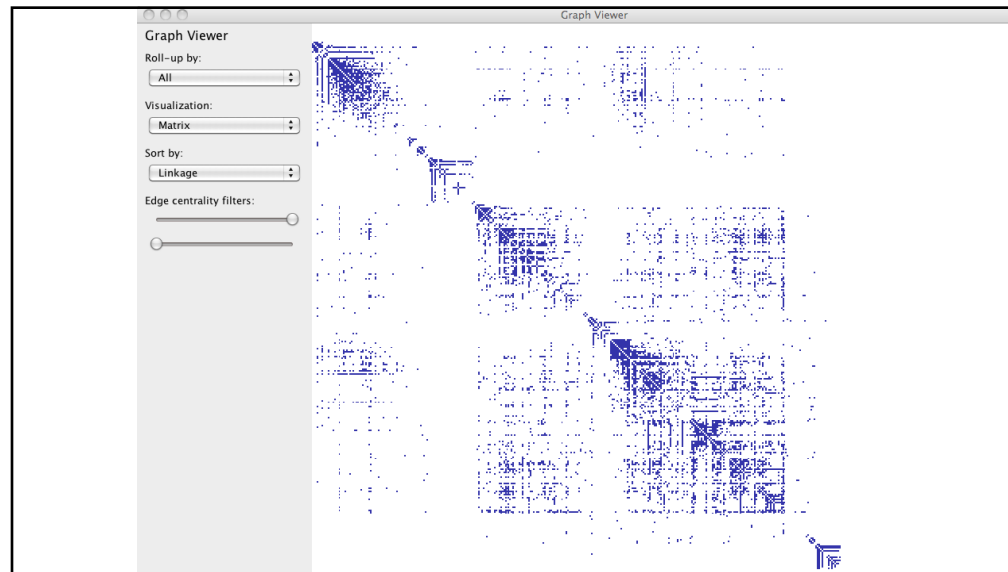 Graph Viewer
Graph Viewer
Roll-up by:
All
Visualization:
Matrix
Sort by:
Linkage
Edge centrality filters: